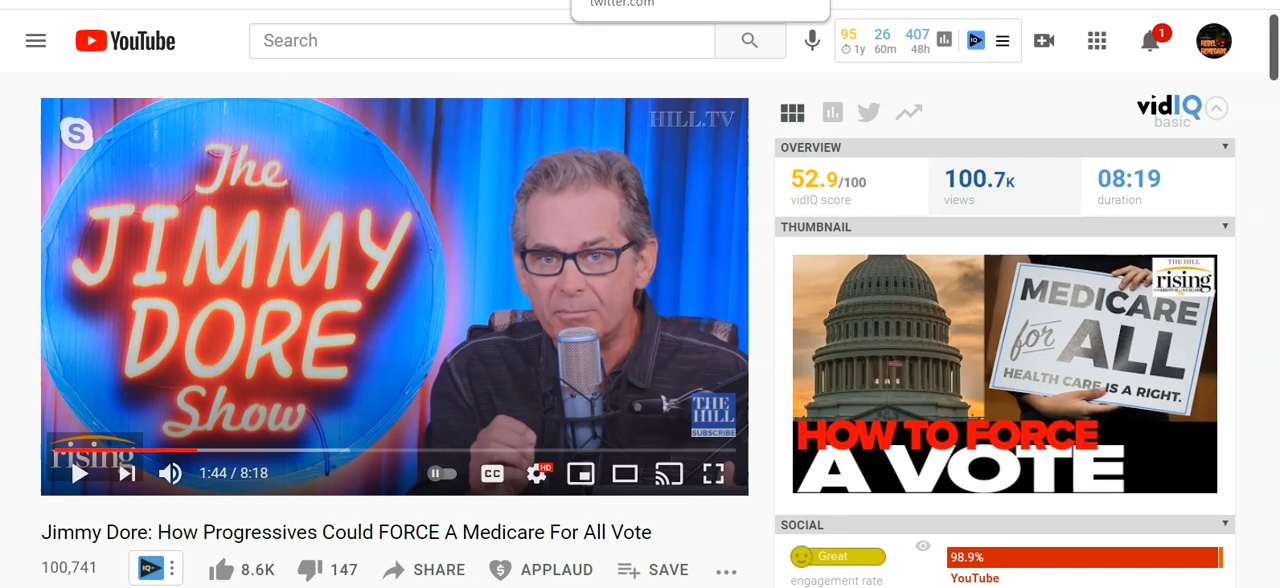 twitter.com
YouTube
Search
95 26 407
1y 60m 48h
IQ
1
S
HILL.TV
The
JIMMY
DORE
Show
THE
HILL
SUBSCRIBE
rising
1:44 / 8:18
CC
HD
Jimmy Dore: How Progressives Could FORCE A Medicare For All Vote
100,741
IQ
8.6K
147
SHARE
APPLAUD
SAVE
vidIQ
basic
OVERVIEW
52.9/100
vidIQ score
100.7K
views
08:19
duration
THUMBNAIL
THE HILL
rising
MEDICARE
for
ALL
HEALTH CARE IS A RIGHT.
HOW TO FORCE
A VOTE
SOCIAL
Great
engagement rate
98.9%
YouTube